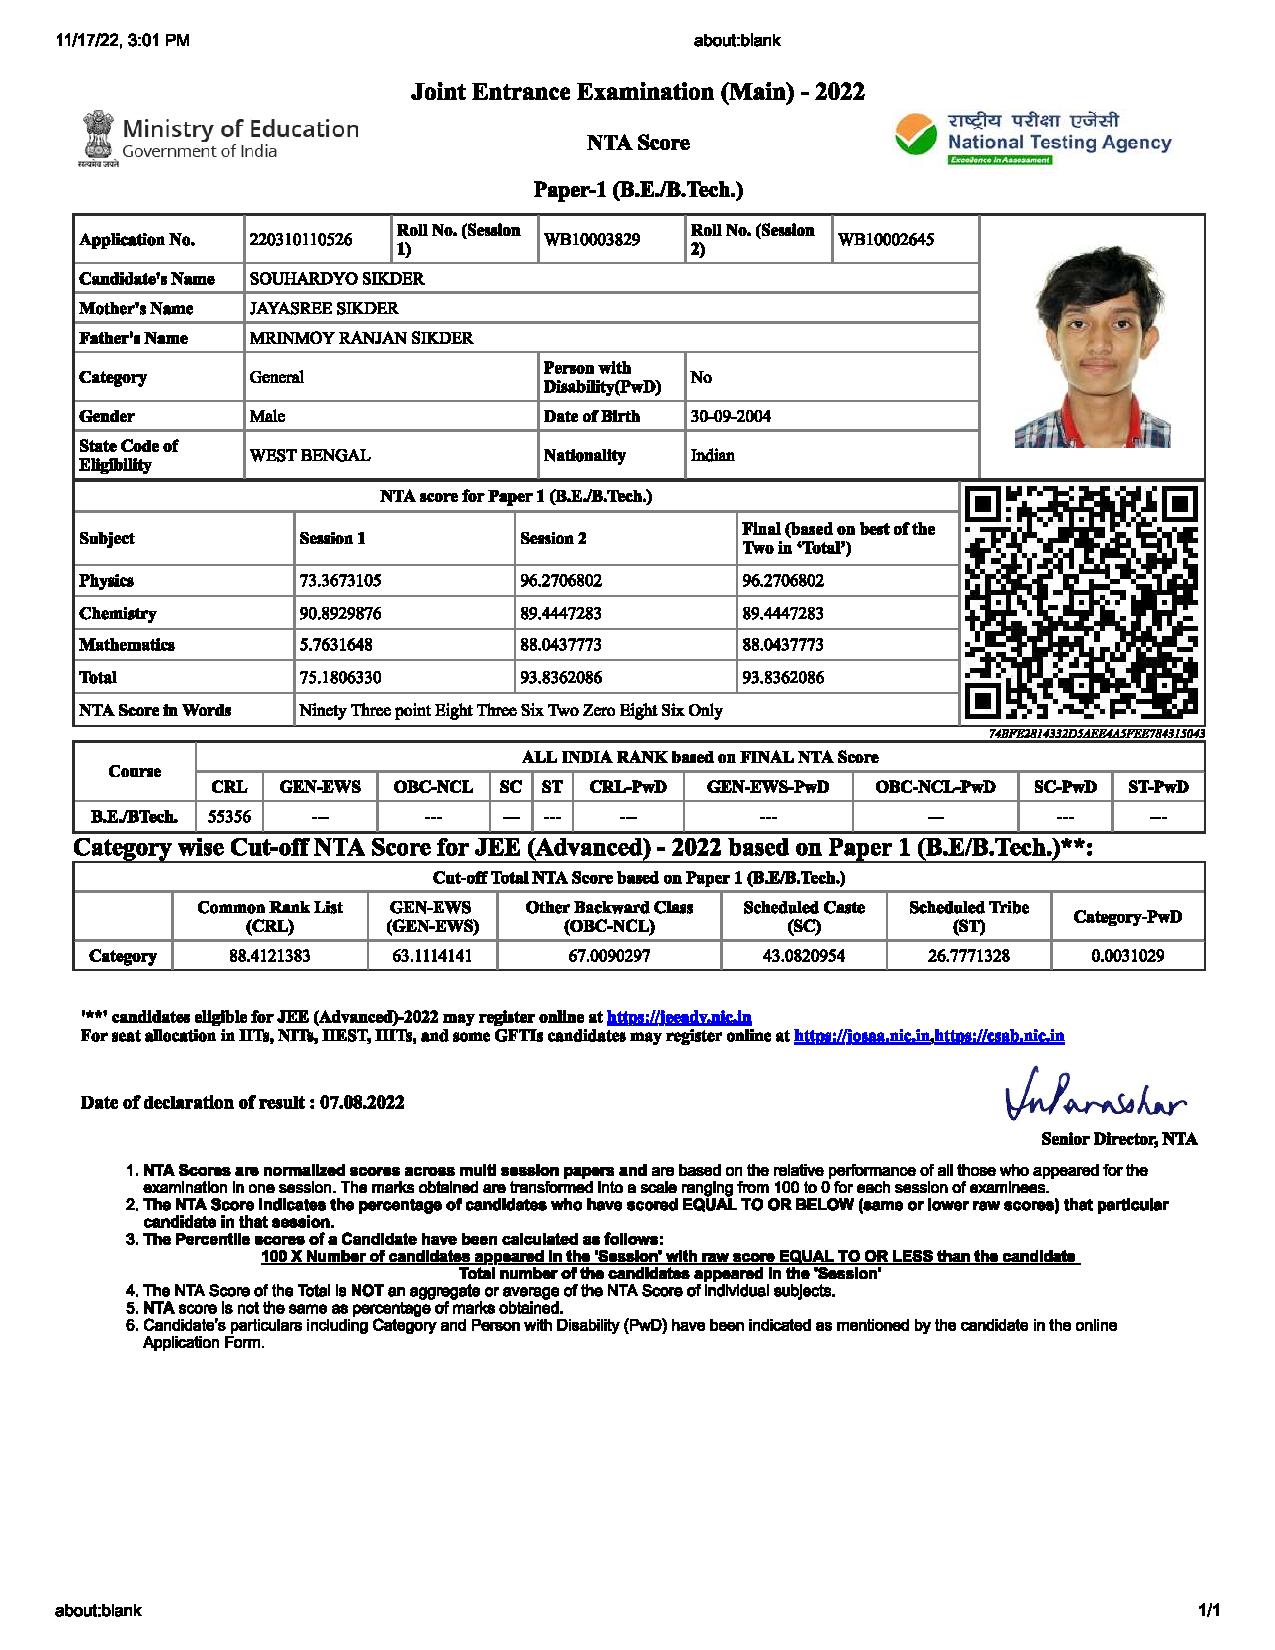 11/17/22, 3:01 PM about:blank
Joint Entrance Examination (Main) - 2022
Ministry of Education
Government of India
सत्यमेव जयते
NTA Score
राष्ट्रीय परीक्षा एजेंसी
National Testing Agency
Excellence in Assessment
Paper-1 (B.E./B.Tech.)
Application No. 220310110526 Roll No. (Session 1) WB10003829 Roll No. (Session 2) WB10002645
Candidate's Name SOUHARDYO SIKDER
Mother's Name JAYASREE SIKDER
Father's Name MRINMOY RANJAN SIKDER
Category General Person with Disability(PwD) No
Gender Male Date of Birth 30-09-2004
State Code of Eligibility WEST BENGAL Nationality Indian
NTA score for Paper 1 (B.E./B.Tech.)
Subject Session 1 Session 2 Final (based on best of the Two in ‘Total’)
Physics 73.3673105 96.2706802 96.2706802
Chemistry 90.8929876 89.4447283 89.4447283
Mathematics 5.7631648 88.0437773 88.0437773
Total 75.1806330 93.8362086 93.8362086
NTA Score in Words Ninety Three point Eight Three Six Two Zero Eight Six Only
74BFE2814332D5AEE4A5FEE784315043
Course ALL INDIA RANK based on FINAL NTA Score
CRL GEN-EWS OBC-NCL SC ST CRL-PwD GEN-EWS-PwD OBC-NCL-PwD SC-PwD ST-PwD
B.E./BTech. 55356 --- --- --- --- --- --- --- --- ---
Category wise Cut-off NTA Score for JEE (Advanced) - 2022 based on Paper 1 (B.E/B.Tech.)**:
Cut-off Total NTA Score based on Paper 1 (B.E/B.Tech.)
Common Rank List (CRL) GEN-EWS (GEN-EWS) Other Backward Class (OBC-NCL) Scheduled Caste (SC) Scheduled Tribe (ST) Category-PwD
Category 88.4121383 63.1114141 67.0090297 43.0820954 26.7771328 0.0031029
'**' candidates eligible for JEE (Advanced)-2022 may register online at https://jeeadv.nic.in
For seat allocation in IITs, NITs, IIEST, IIITs, and some GFTIs candidates may register online at https://josaa.nic.in,https://csab.nic.in
Date of declaration of result : 07.08.2022
VnParasshar
Senior Director, NTA
1. NTA Scores are normalized scores across multi session papers and are based on the relative performance of all those who appeared for the
examination in one session. The marks obtained are transformed into a scale ranging from 100 to 0 for each session of examinees.
2. The NTA Score indicates the percentage of candidates who have scored EQUAL TO OR BELOW (same or lower raw scores) that particular
candidate in that session.
3. The Percentile scores of a Candidate have been calculated as follows:
100 X Number of candidates appeared in the 'Session' with raw score EQUAL TO OR LESS than the candidate
Total number of the candidates appeared in the 'Session'
4. The NTA Score of the Total is NOT an aggregate or average of the NTA Score of individual subjects.
5. NTA score is not the same as percentage of marks obtained.
6. Candidate's particulars including Category and Person with Disability (PwD) have been indicated as mentioned by the candidate in the online
Application Form.
about:blank 1/1